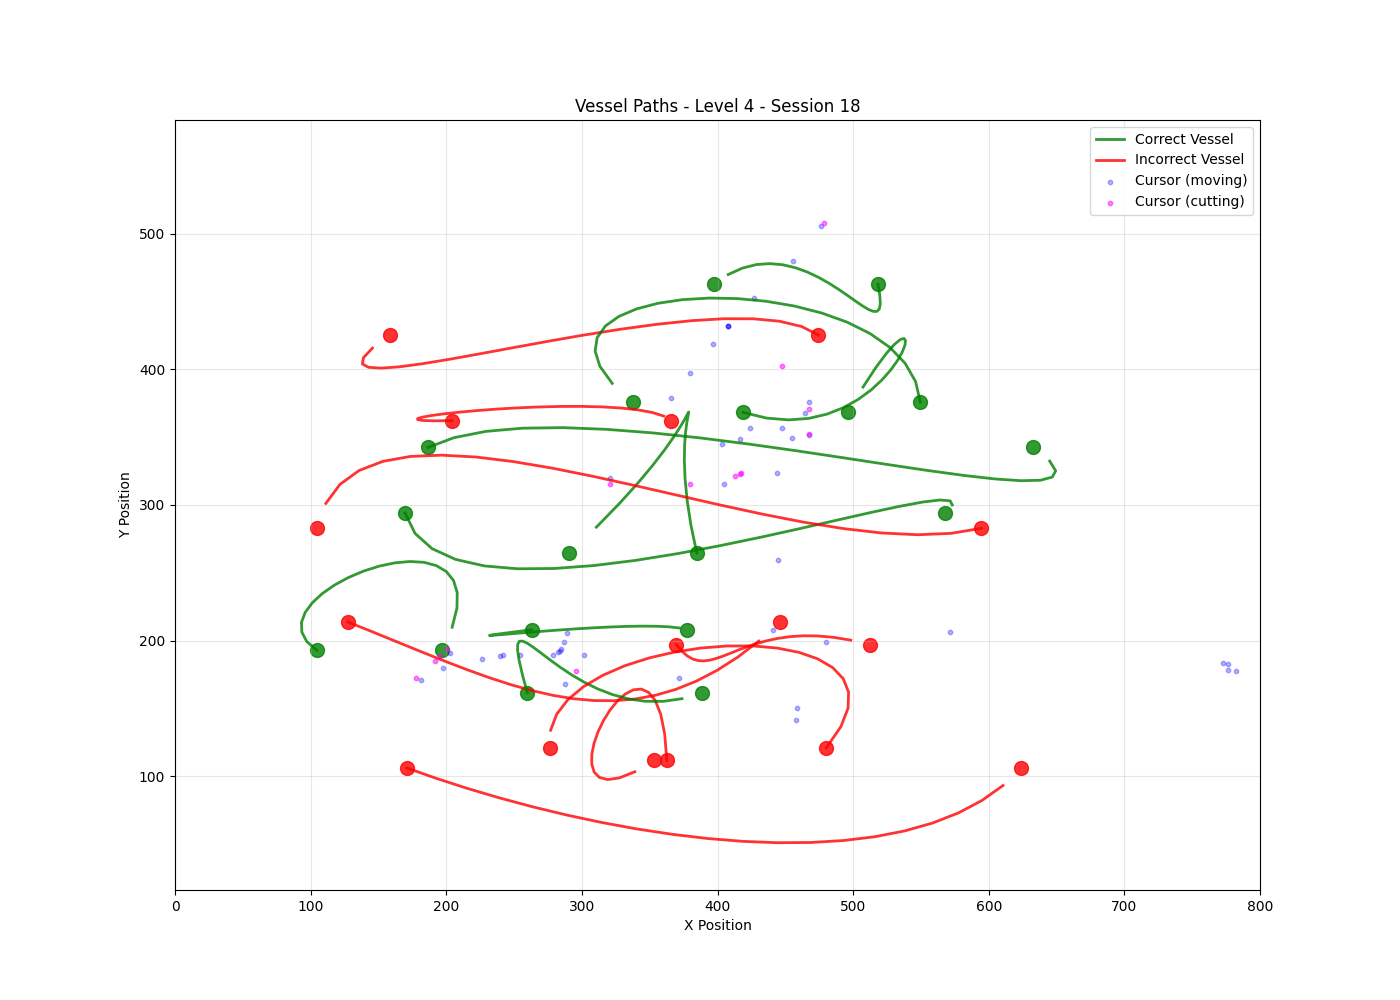 Vessel Paths - Level 4 - Session 18
Correct Vessel
Incorrect Vessel
Cursor (moving)
Cursor (cutting)
500
400
300
200
100
Y Position
0 100 200 300 400 500 600 700 800
X Position